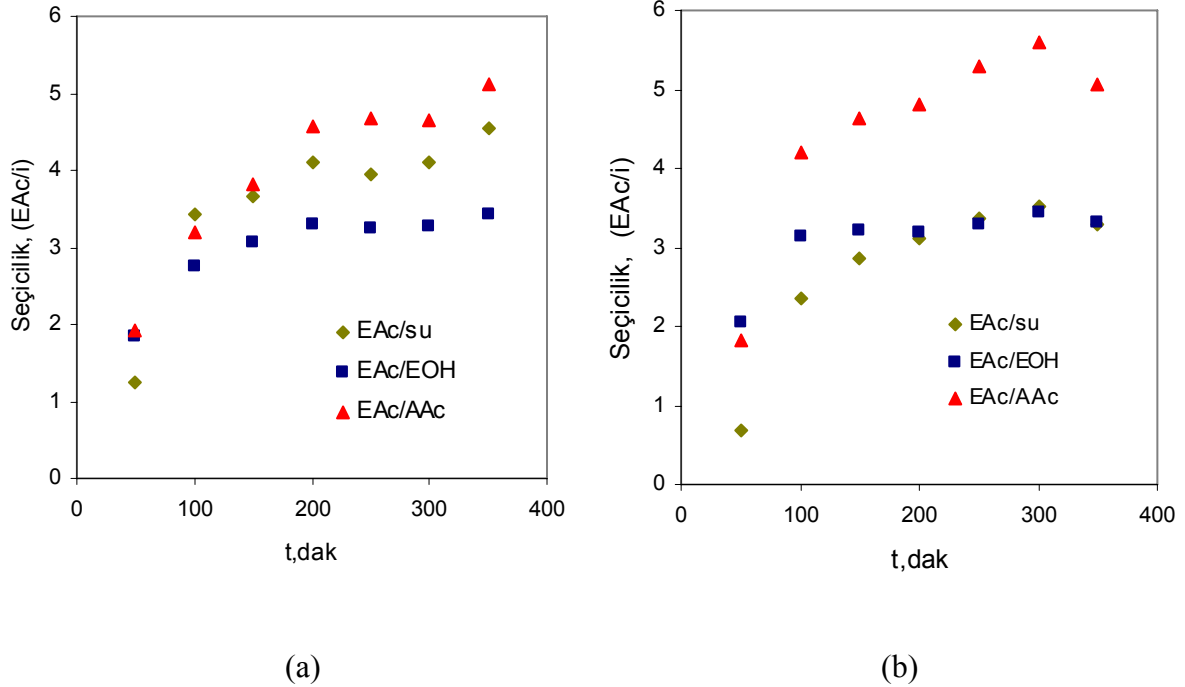 6
5
4
3
2
1
0
Seçicilik, (EAc/i)
EAc/su
EAc/EOH
EAc/AAc
0
100
200
300
400
t,dak
(a)
6
5
4
3
2
1
0
Seçicilik, (EAc/i)
EAc/su
EAc/EOH
EAc/AAc
0
100
200
300
400
t,dak
(b)